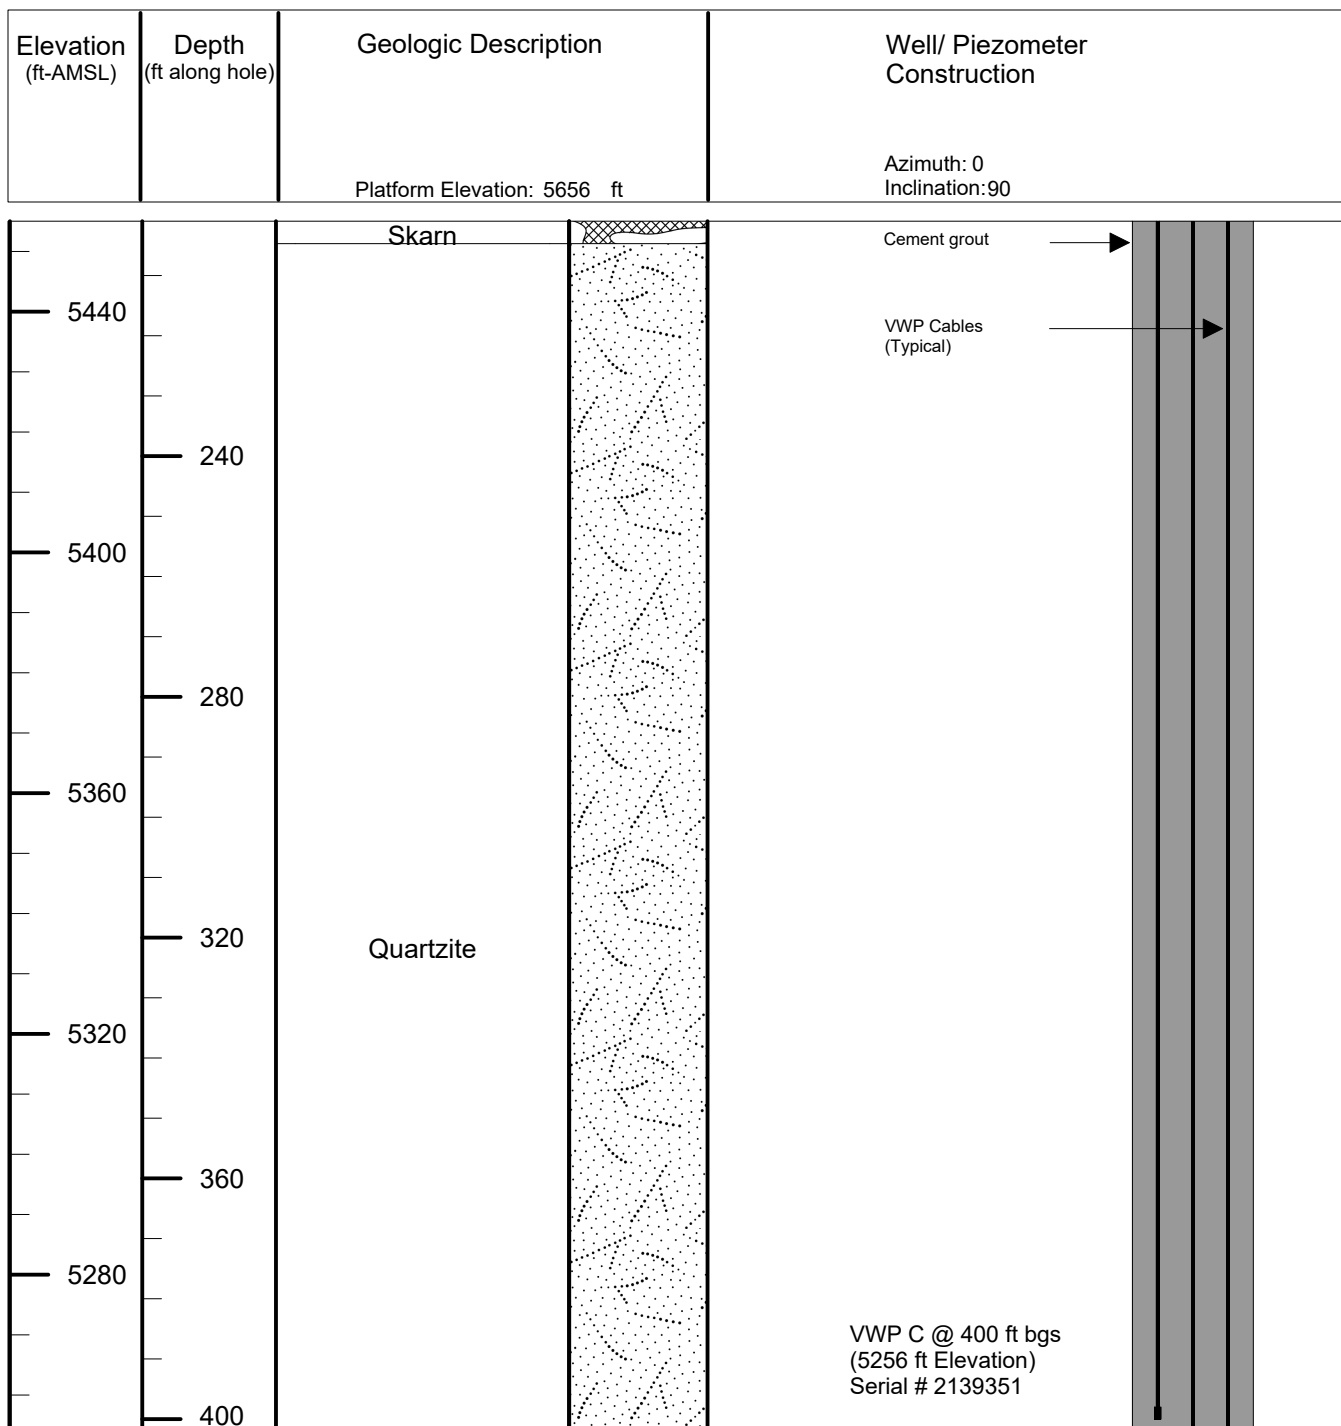 Elevation
(ft-AMSL)
Depth
(ft along hole)
Geologic Description
Platform Elevation: 5656 ft
Well/ Piezometer
Construction
Azimuth: 0
Inclination:90
Skarn
Cement grout
5440
VWP Cables
(Typical)
240
5400
280
5360
320
Quartzite
5320
360
5280
VWP C @ 400 ft bgs
(5256 ft Elevation)
Serial # 2139351
400